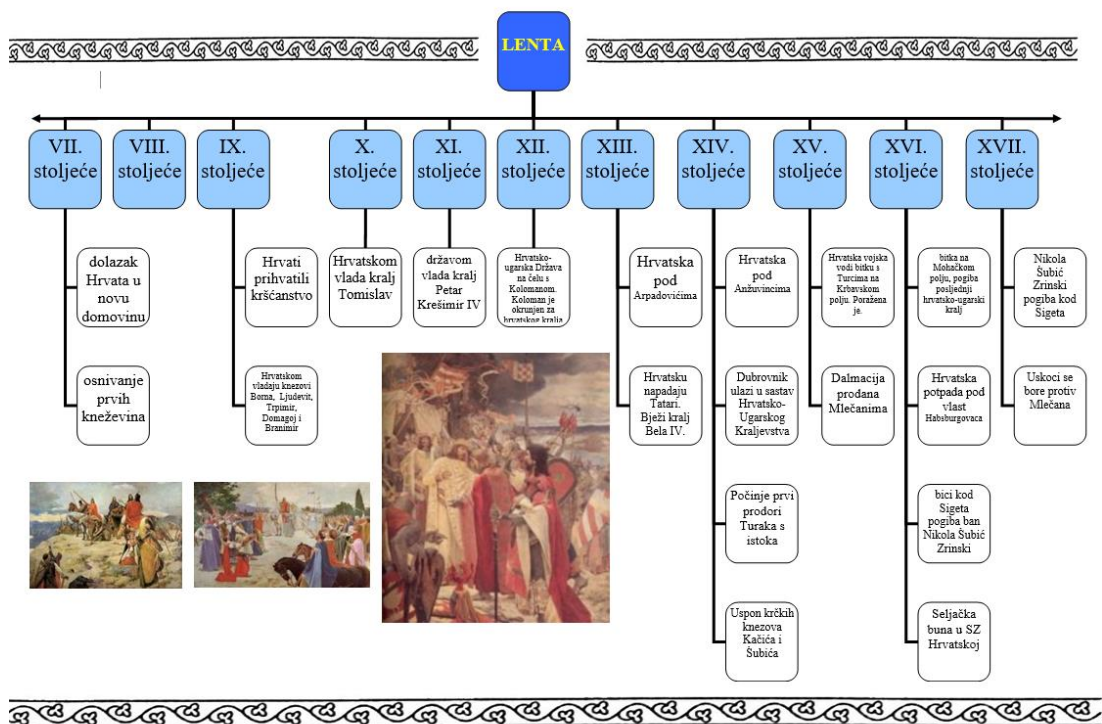 LENTA
VII.
stoljeće
VIII.
stoljeće
IX.
stoljeće
X.
stoljeće
XI.
stoljeće
XII.
stoljeće
XIII.
stoljeće
XIV.
stoljeće
XV.
stoljeće
XVI.
stoljeće
XVII.
stoljeće
dolazak
Hrvata u
novu
domovinu
osnivanje
prvih
kneževina
Hrvati
prihvatili
kršćanstvo
Hrvatskom
vladaju knezovi
Borna, Ljudevit,
Trpimir,
Domagoj i
Branimir
Hrvatskom
vlada kralj
Tomislav
državom
vlada kralj
Petar
Krešimir IV
Hrvatsko-
ugarska Država
na čelu s
Kolomanom.
Koloman je
okrunjen za
hrvatskog kralja
Hrvatska
pod
Arpadovićima
Hrvatsku
napadaju
Tatari.
Bježi kralj
Bela IV.
Hrvatska
pod
Anžuvincima
Dubrovnik
ulazi u sastav
Hrvatsko-
Ugarskog
Kraljevstva
Počinje prvi
prodori
Turaka s
istoka
Uspon krčkih
knezova
Kačića i
Šubića
Hrvatska vojska
vodi bitku s
Turcima na
Krbavskom
polju. Poražena
je.
Dalmacija
prodana
Mlečanima
bitka na
Mohačkom
polju, pogiba
posljednji
hrvatsko-ugarski
kralj
Hrvatska
potpada pod
vlast
Habsburgovaca
bici kod
Sigeta
pogiba ban
Nikola Šubić
Zrinski
Seljačka
buna u SZ
Hrvatskoj
Nikola
Šubić
Zrinski
pogiba kod
Sigeta
Uskoci se
bore protiv
Mlečana